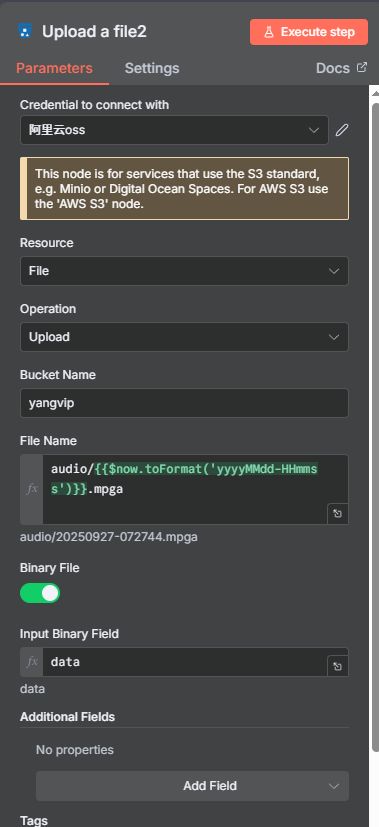 Upload a file2
Execute step
Parameters
Settings
Docs
Credential to connect with
阿里云oss
This node is for services that use the S3 standard,
e.g. Minio or Digital Ocean Spaces. For AWS S3 use
the 'AWS S3' node.
Resource
File
Operation
Upload
Bucket Name
yangvip
File Name
fx
audio/{{$now.toFormat('yyyyMMdd-HHmms
s')}}.mpga
audio/20250927-072744.mpga
Binary File
Input Binary Field
fx
data
data
Additional Fields
No properties
Add Field
Tags